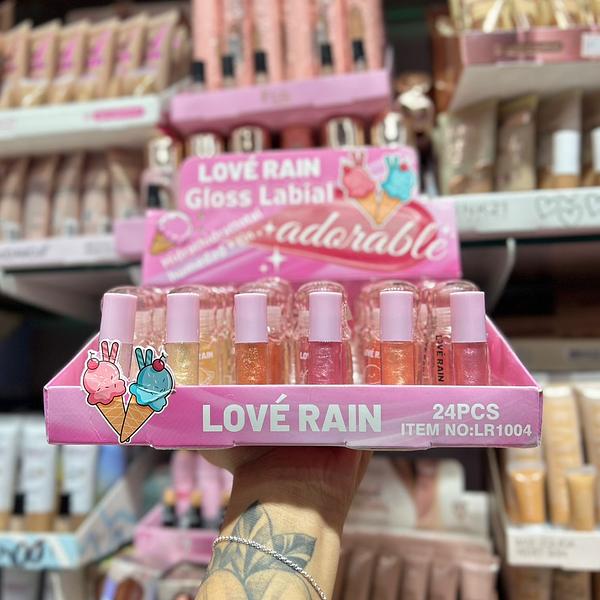 LOVÉ RAIN
Gloss Labial
adorable
LOVÉ RAIN
LOVÉ RAIN
24PCS
ITEM NO:LR1004